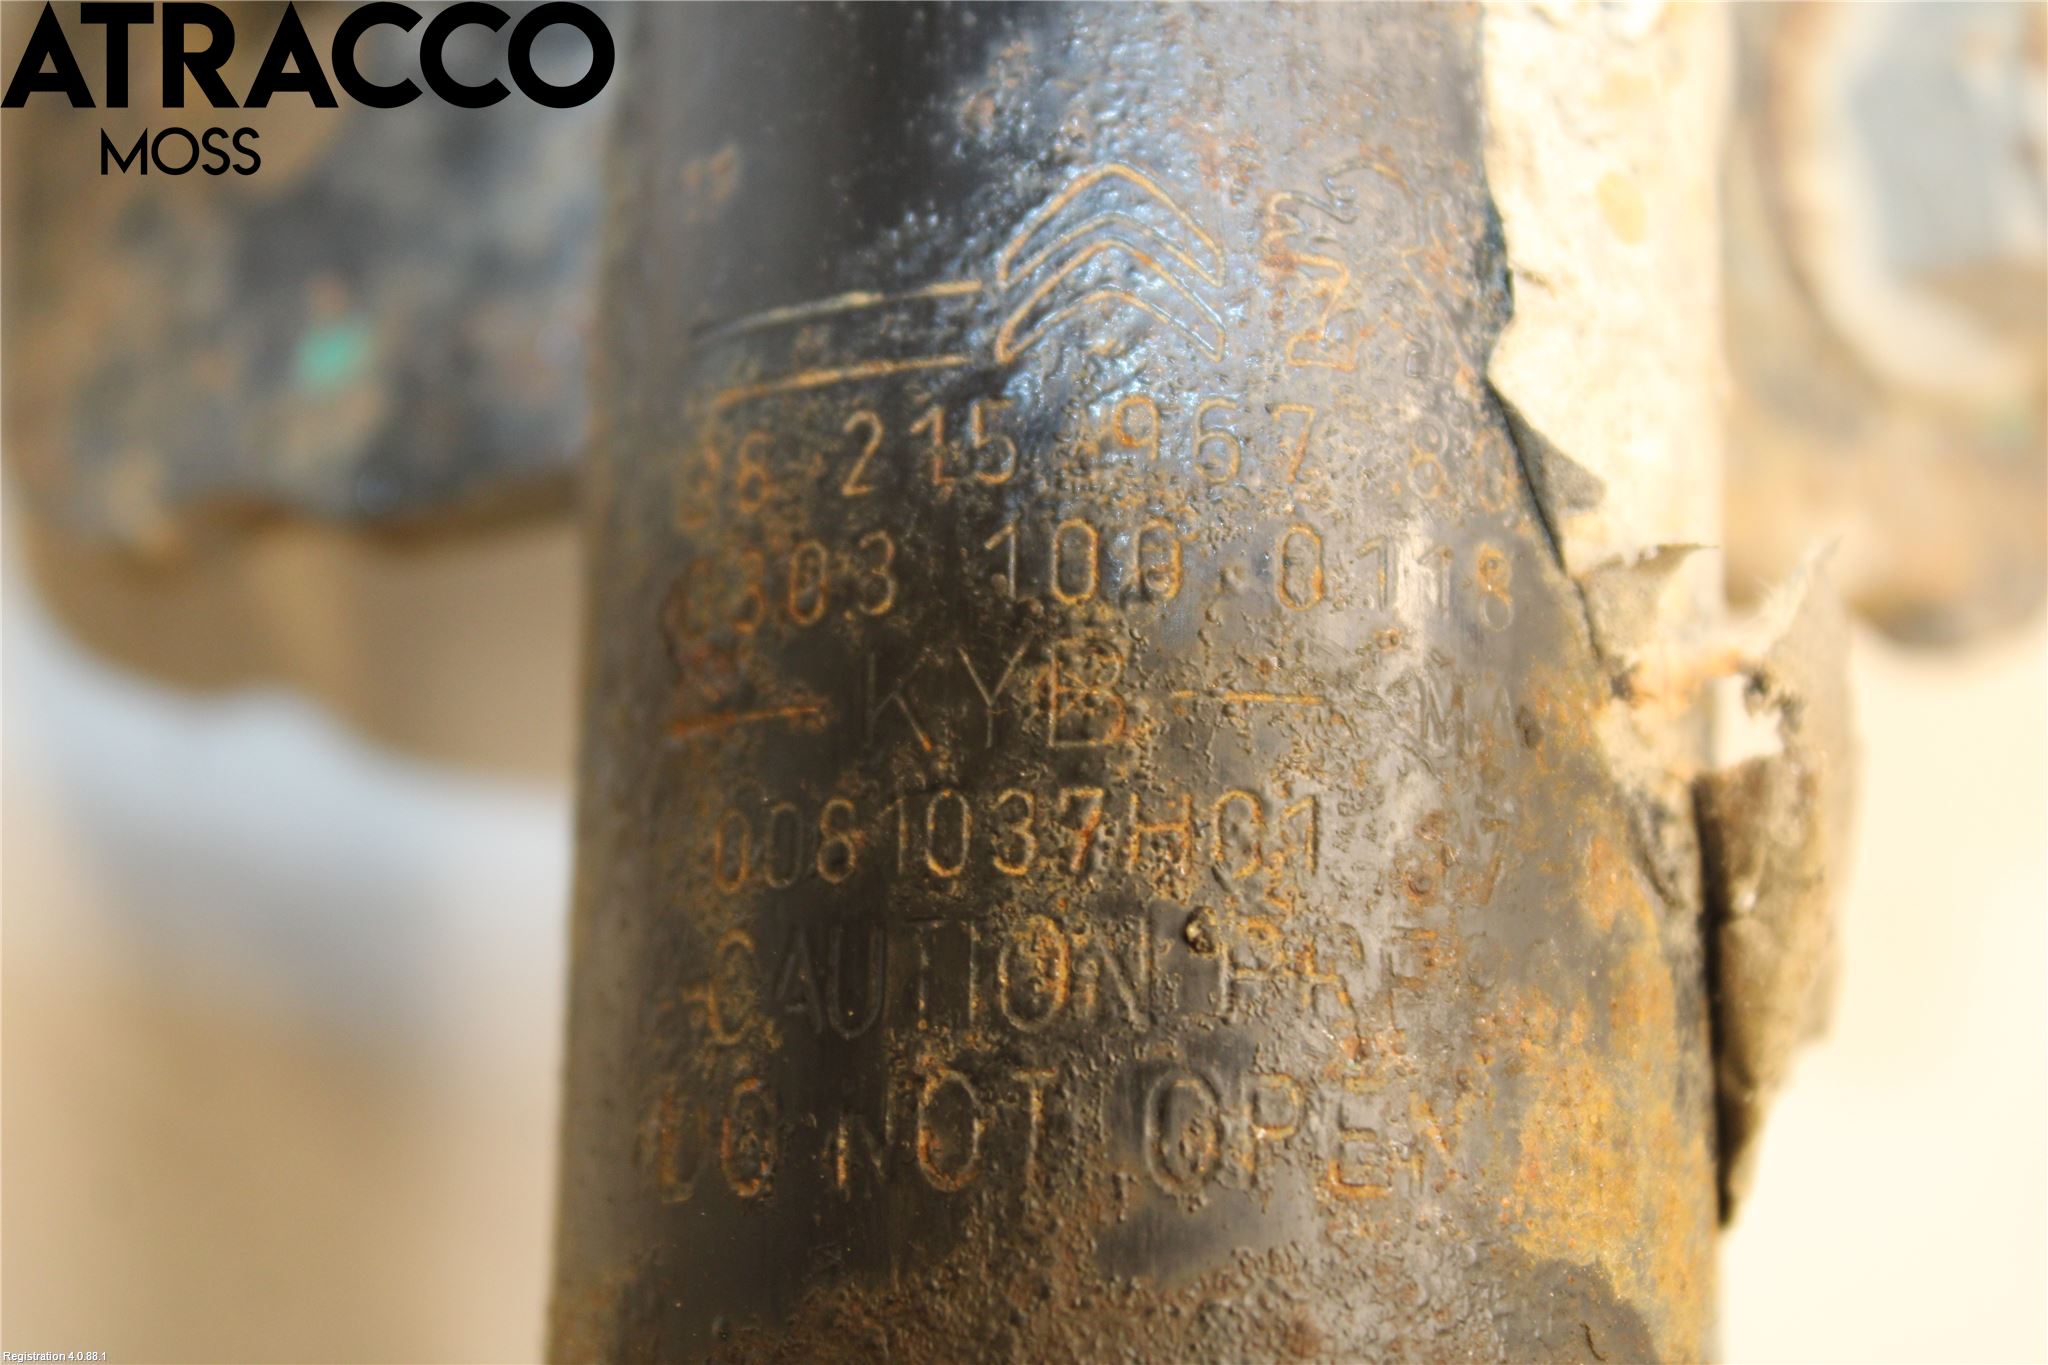 ATRACCO
MOSS
215 967 80
0303 100 0118
KYB MA
0081037H01
CAUTION
DO NOT OPEN
Registration 4.0.88.1